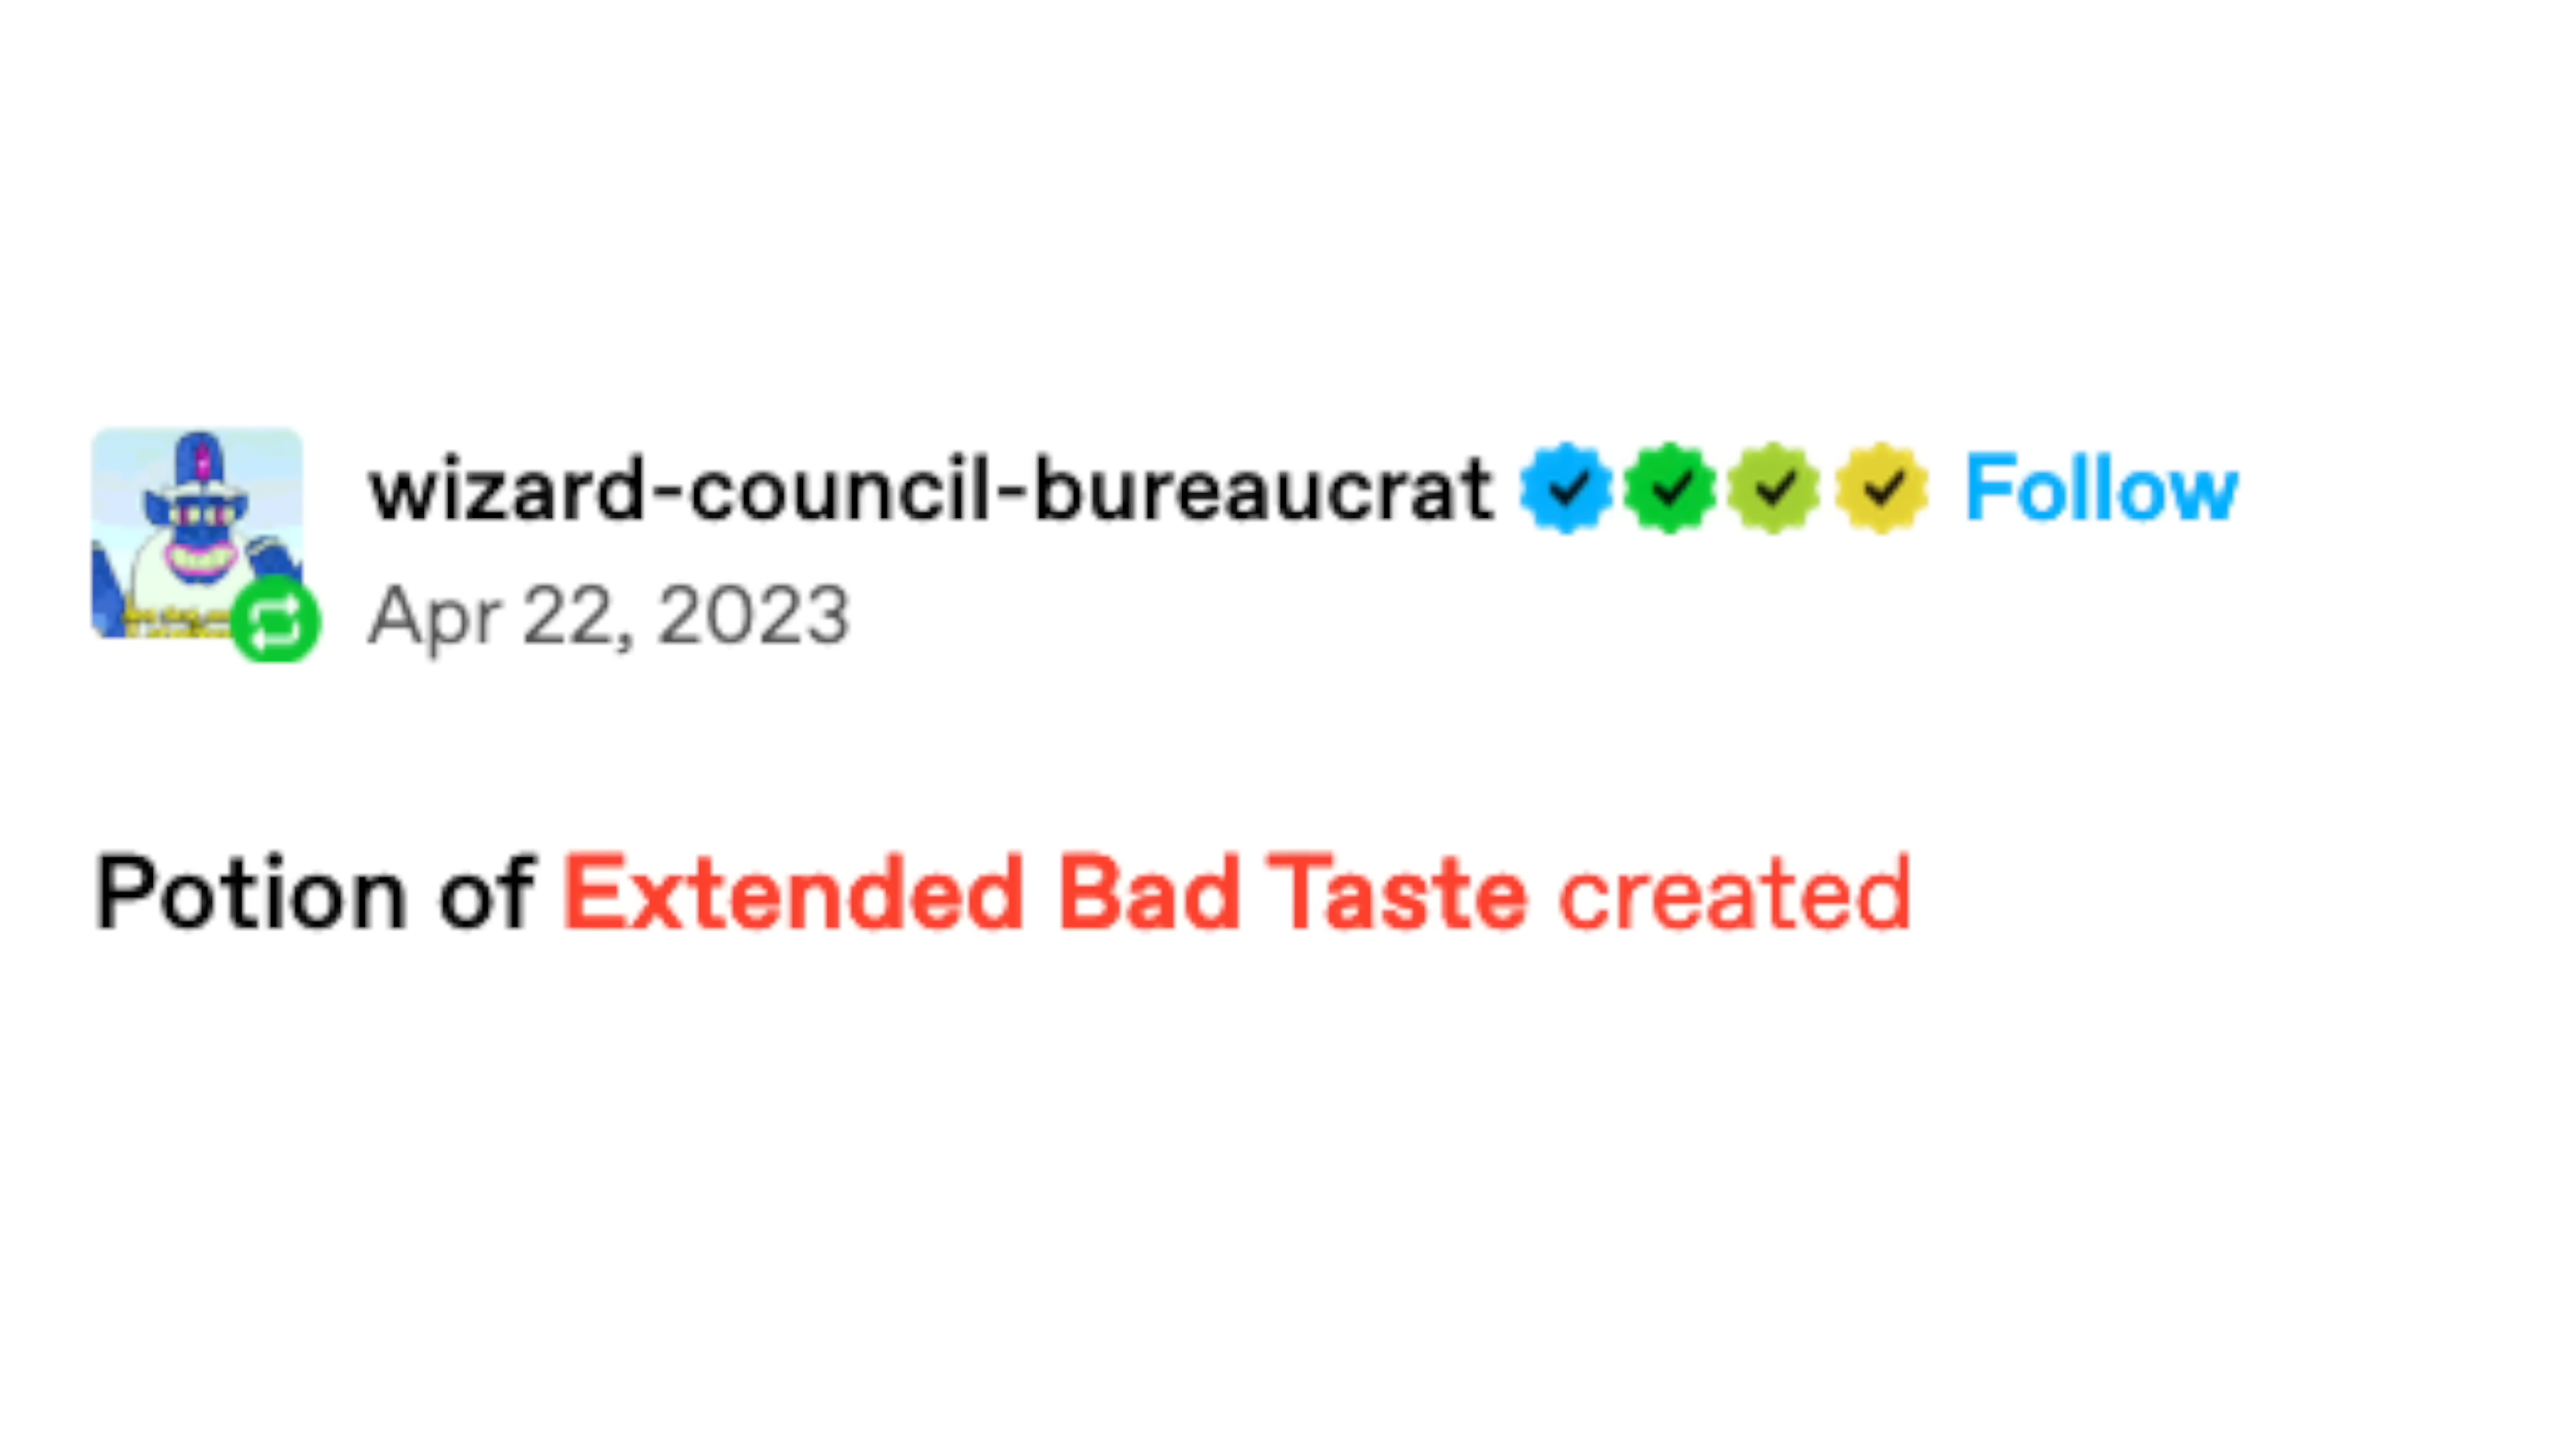 wizard-council-bureaucrat Follow
Apr 22, 2023
Potion of Extended Bad Taste created